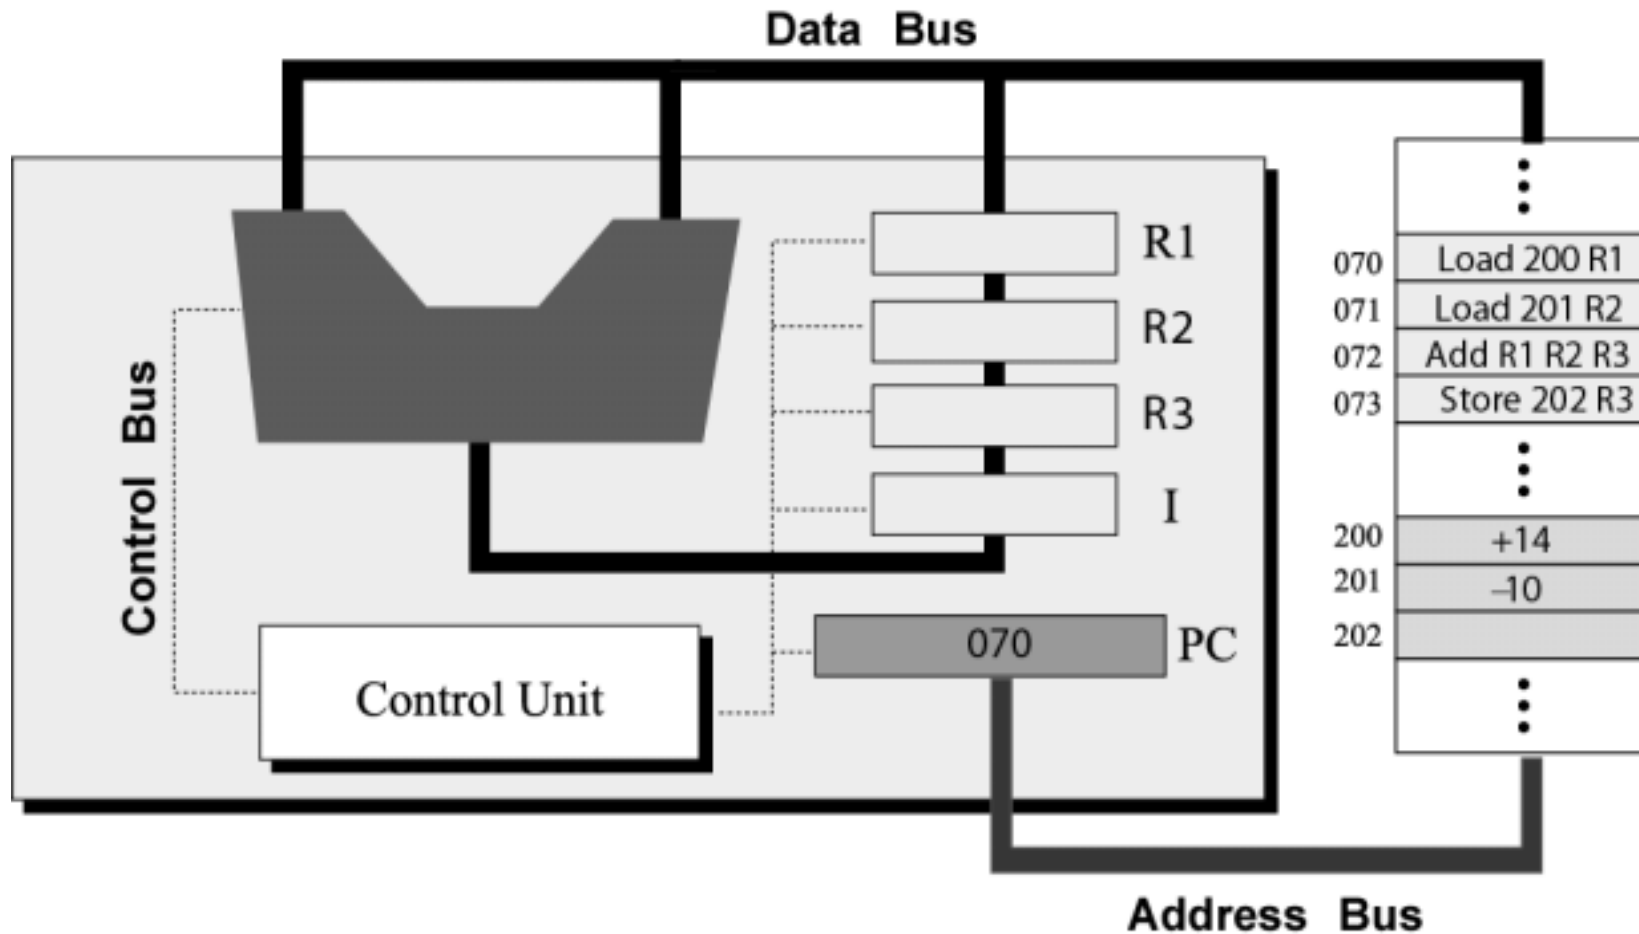 Data Bus
R1
R2
R3
I
070 PC
Control Unit
Control Bus
070 Load 200 R1
071 Load 201 R2
072 Add R1 R2 R3
073 Store 202 R3
200 +14
201 –10
202
Address Bus